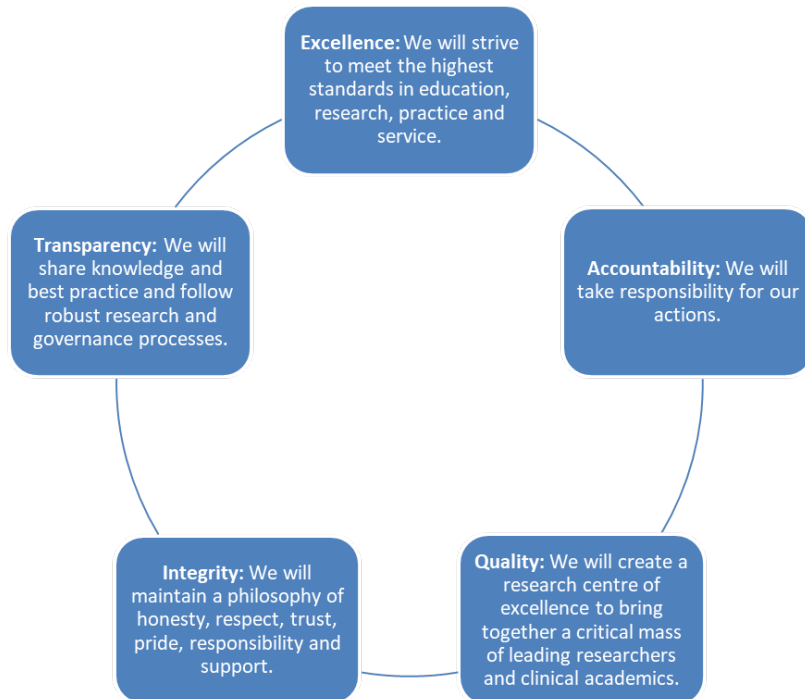 Excellence: We will strive
to meet the highest
standards in education,
research, practice and
service.
Accountability: We will
take responsibility for our
actions.
Quality: We will create a
research centre of
excellence to bring
together a critical mass
of leading researchers
and clinical academics.
Integrity: We will
maintain a philosophy of
honesty, respect, trust,
pride, responsibility and
support.
Transparency: We will
share knowledge and
best practice and follow
robust research and
governance processes.